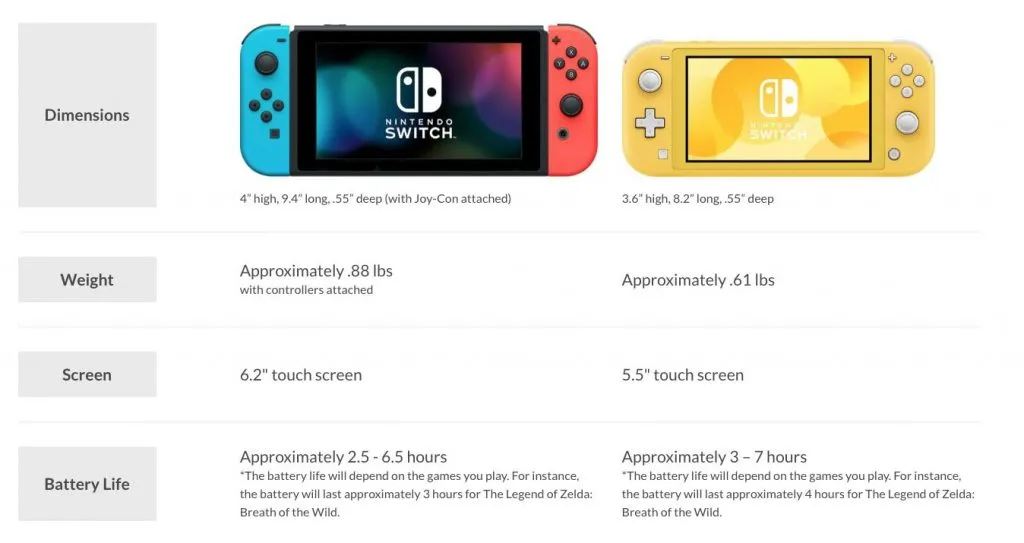 Dimensions
NINTENDO
SWITCH
NINTENDO
SWITCH
4” high, 9.4” long, .55” deep (with Joy-Con attached)
3.6” high, 8.2” long, .55” deep
Weight
Approximately .88 lbs
with controllers attached
Approximately .61 lbs
Screen
6.2" touch screen
5.5" touch screen
Battery Life
Approximately 2.5 - 6.5 hours
*The battery life will depend on the games you play. For instance,
the battery will last approximately 3 hours for The Legend of Zelda:
Breath of the Wild.
Approximately 3 – 7 hours
*The battery life will depend on the games you play. For instance,
the battery will last approximately 4 hours for The Legend of Zelda:
Breath of the Wild.